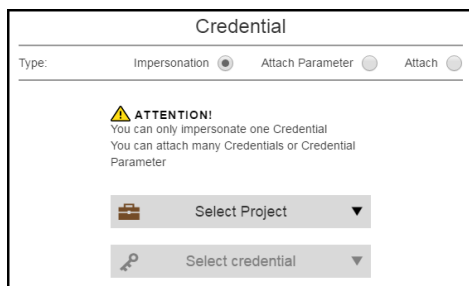 Credential
Type: Impersonation Attach Parameter Attach
ATTENTION!
You can only impersonate one Credential
You can attach many Credentials or Credential
Parameter
Select Project
Select credential